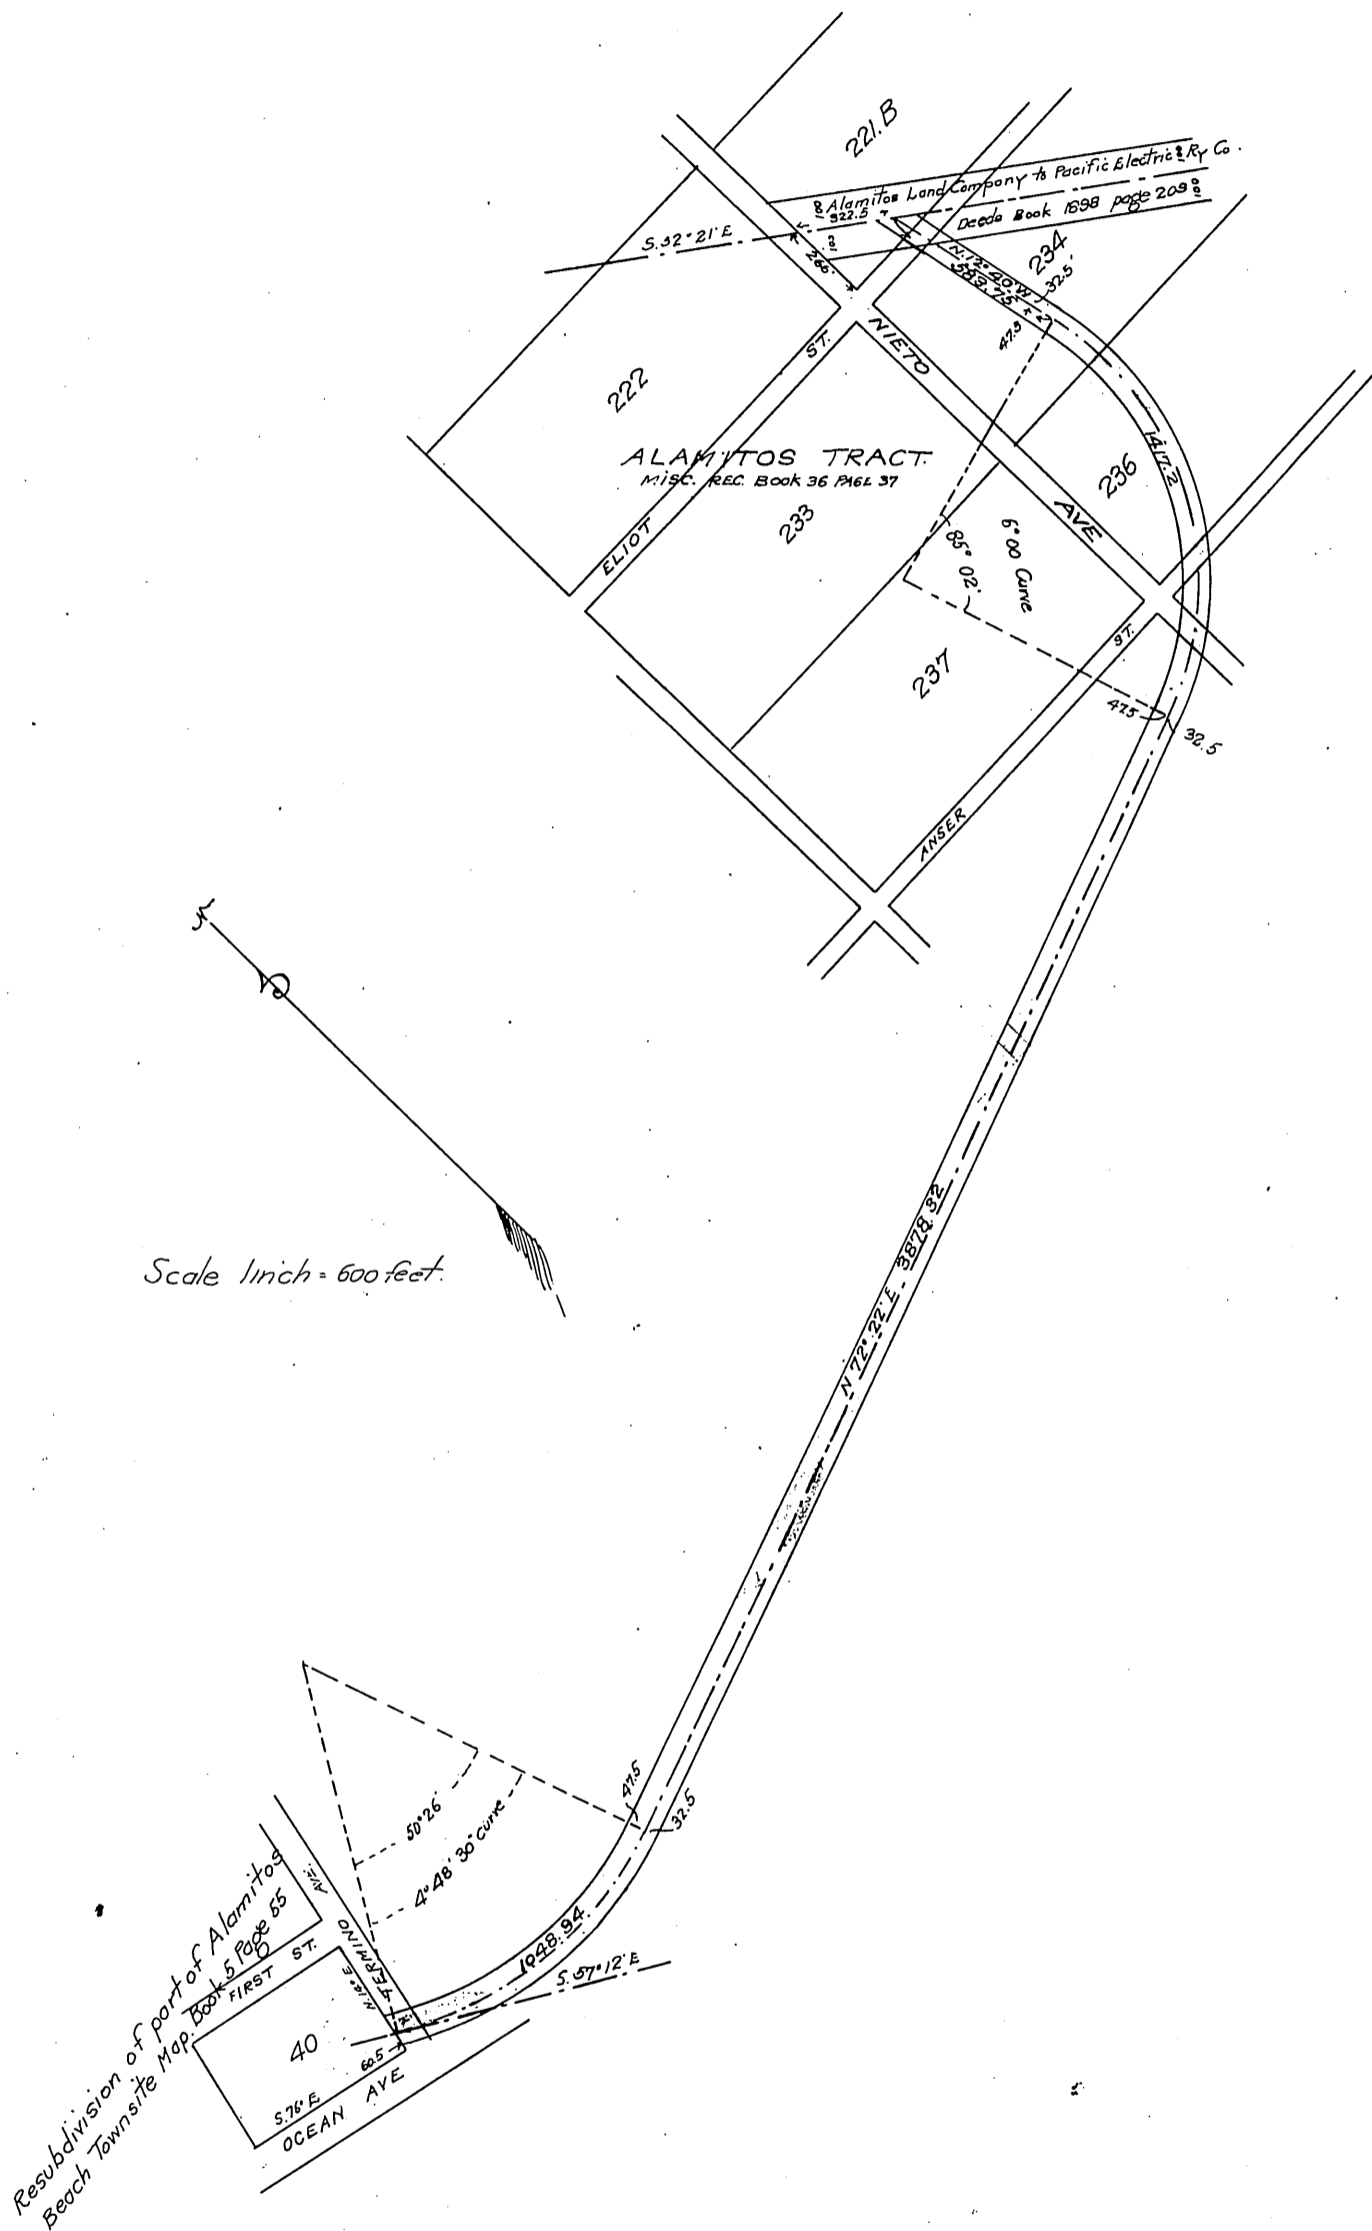 221.B
Alamitos Land Company to Pacific Electric Ry Co.
Deeds Book 1898 page 209
322.5
S.32°21'E
266'
234
N.12°40'W
583.75
32.5'
47.5
NIETO AVE
ELIOT ST.
222
ALAMITOS TRACT.
MISC. REC. Book 36 PAGE 37
233
236
1417.2
85° 02'
6°00 Curve
237
ANSER ST.
47.5
32.5
N
Scale 1inch = 600 feet.
N 72° 22' E - 3878.32
47.5
32.5
50°26'
4°48'30" curve
1048.94
S.57°12'E
Resubdivision of part of Alamitos
Beach Townsite Map. Book 5 Page 55
FIRST ST.
TERMINO AVE.
N.14°E
40
60.5
S.76°E
OCEAN AVE